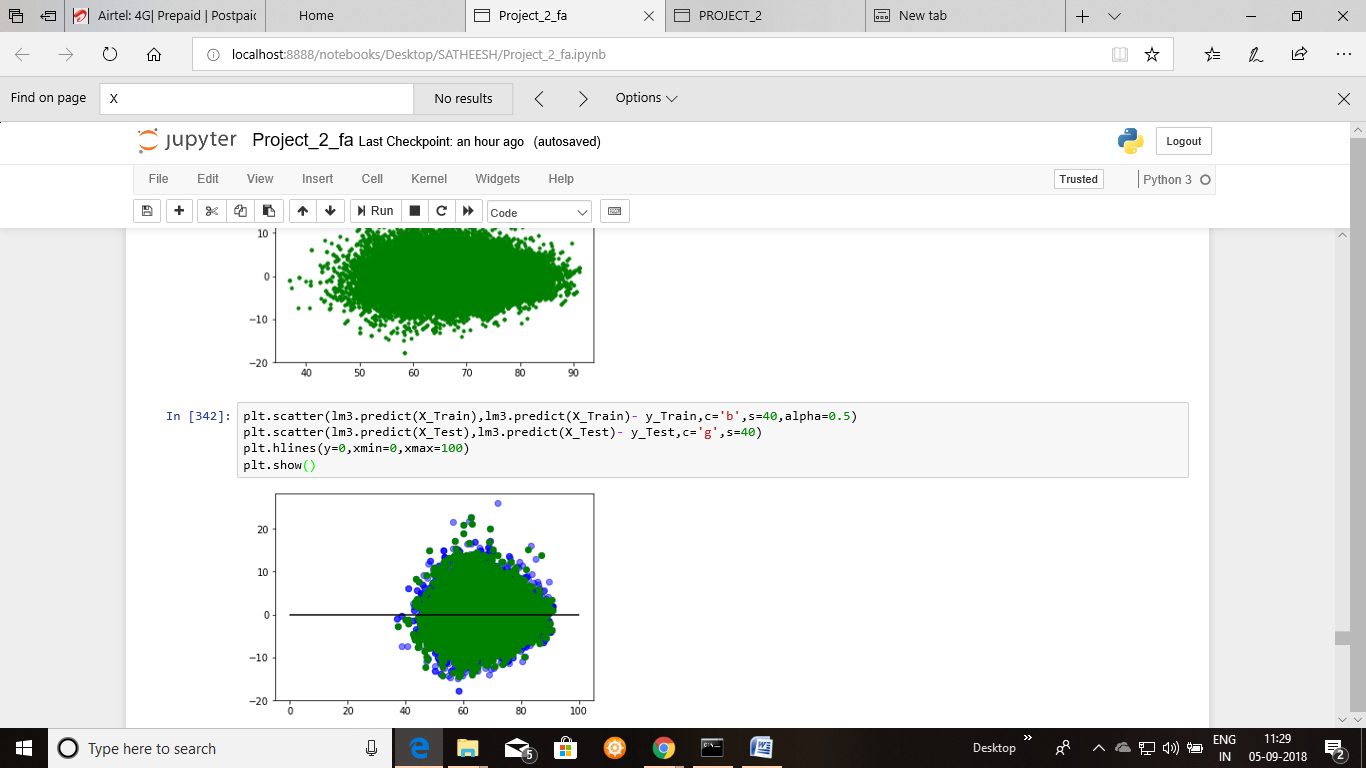 Airtel: 4G| Prepaid | Postpaid
Home
Project_2_fa
PROJECT_2
New tab
localhost:8888/notebooks/Desktop/SATHEESH/Project_2_fa.ipynb
Find on page
X
No results
Options
jupyter Project_2_fa Last Checkpoint: an hour ago (autosaved)
Logout
File Edit View Insert Cell Kernel Widgets Help
Trusted
Python 3
Run
Code
10
0
−10
−20
40 50 60 70 80 90
In [342]:
plt.scatter(lm3.predict(X_Train),lm3.predict(X_Train)- y_Train,c='b',s=40,alpha=0.5)
plt.scatter(lm3.predict(X_Test),lm3.predict(X_Test)- y_Test,c='g',s=40)
plt.hlines(y=0,xmin=0,xmax=100)
plt.show()
20
10
0
−10
−20
0 20 40 60 80 100
Type here to search
5
Desktop
ENG
IN
11:29
05-09-2018
2